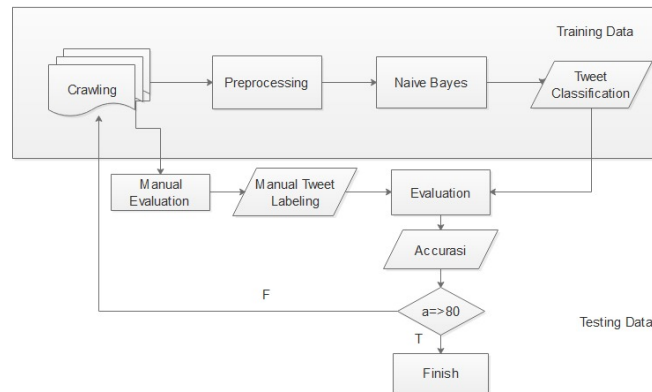 Training Data
Crawling
Preprocessing
Naive Bayes
Tweet
Classification
Manual
Evaluation
Manual Tweet
Labeling
Evaluation
Accurasi
F
a=>80
T
Testing Data
Finish